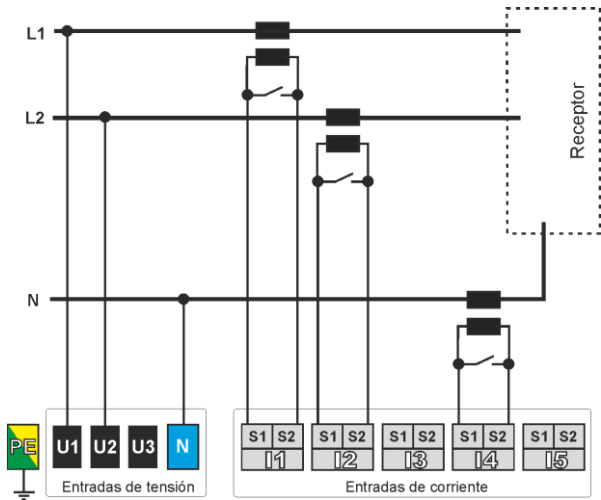 L1
L2
Receptor
N
PE
U1 U2 U3 N
S1 S2 S1 S2 S1 S2 S1 S2 S1 S2
I1 I2 I3 I4 I5
Entradas de tensión
Entradas de corriente